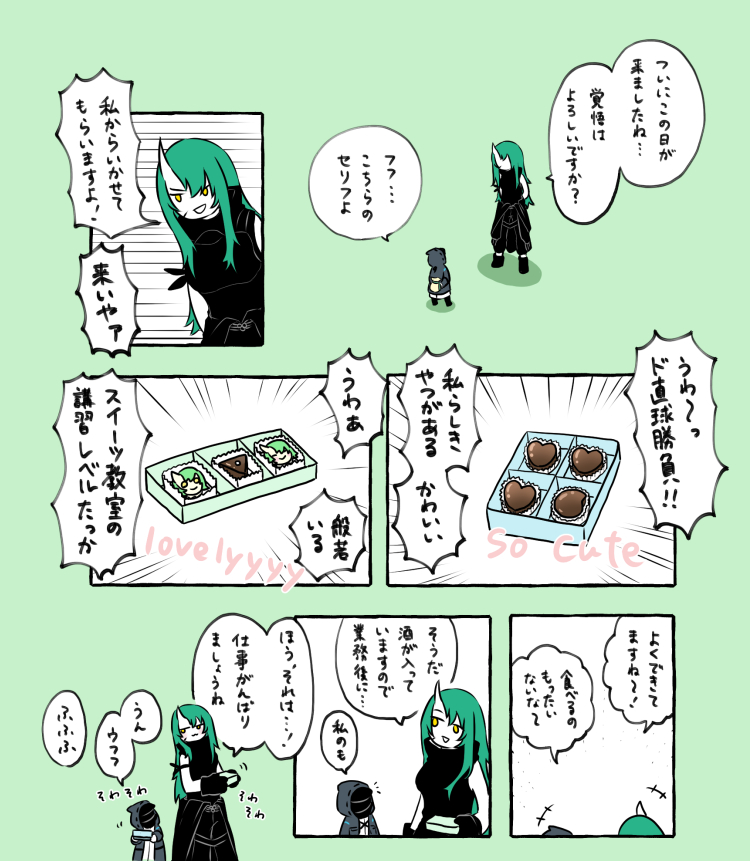 ついにこの日が
来ましたね…
覚悟は
よろしいですか？
フフ…
こちらの
セリフよ
私からいかせて
もらいますよ！
来いやァ
うわ〜っ
ド直球勝負!!
私らしき
やつがある
かわいい
So cute
うわぁ
般若
いる
スイーツ教室の
講習レベルたっか
lovelyyyy
よくできて
ますね〜！
食べるの
もったい
ないな〜
そうだ
酒が入って
いますので
業務後に…
私のも
ほう、それは…！
仕事がんばり
ましょうね
そわ
そわ
うん
ウフフ
ふふふ
そわそわ